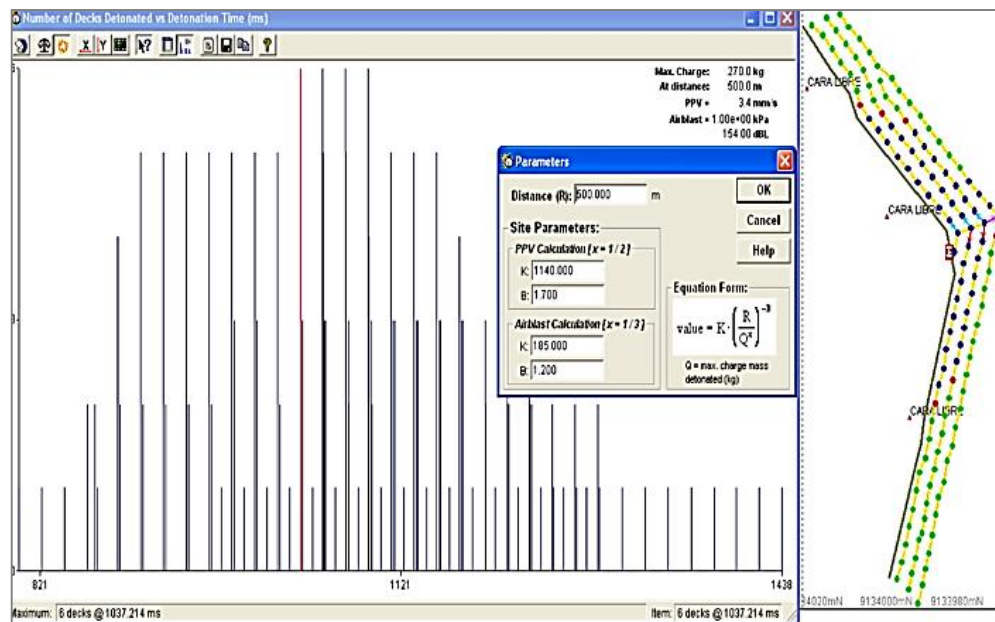 Number of Decks Detonated vs Detonation Time (ms)
Max. Charge: 270.0 kg
At distance: 500.0 m
PPV = 3.4 mm/s
Airblast = 1.00e+00 kPa
154.00 dBL
Parameters
Distance (R): 500.000 m
OK
Cancel
Help
Site Parameters:
PPV Calculation [x = 1/2]
K: 1140.000
B: 1.700
Airblast Calculation [x = 1/3]
K: 185.000
B: 1.200
Equation Form:
value = K · (R / Q^x)^-B
Q = max. charge mass
detonated (kg)
821
1121
1438
Maximum: 6 decks @ 1037.214 ms
Item: 6 decks @ 1037.214 ms
CARA LIBRE
CARA LIBRE
CARA LIBRE
9134000mN
9133980mN